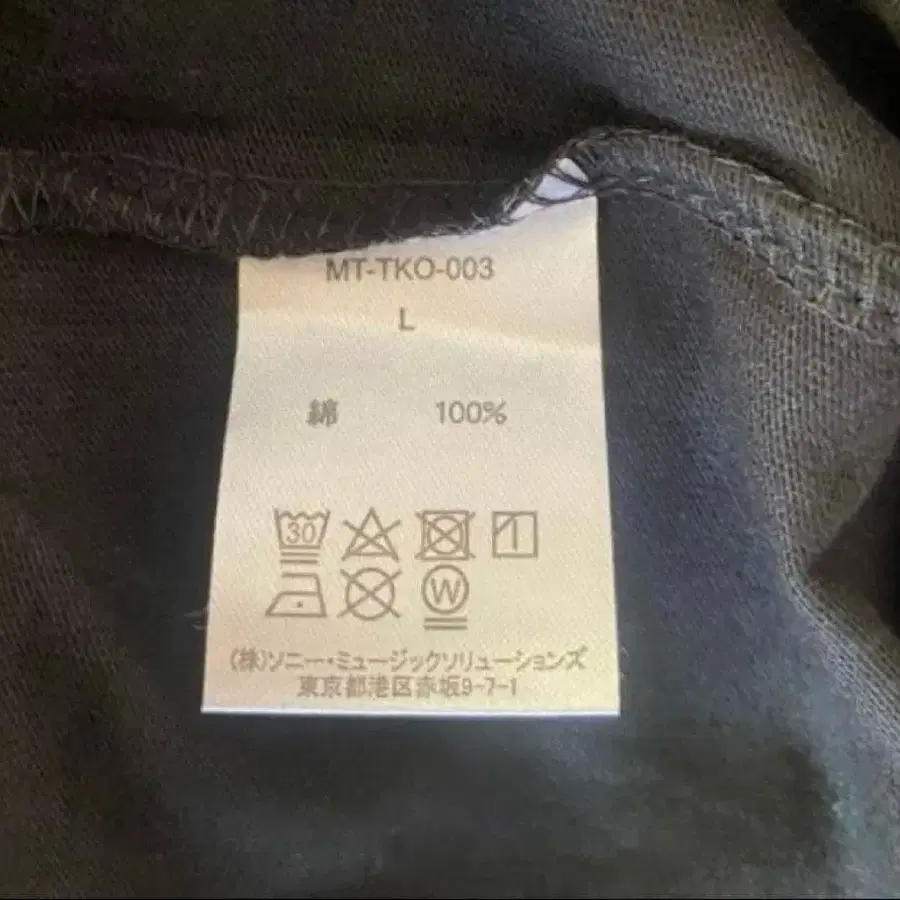 MT-TKO-003
L
綿 100%
30
W
(株)ソニー・ミュージックソリューションズ
東京都港区赤坂9-7-1